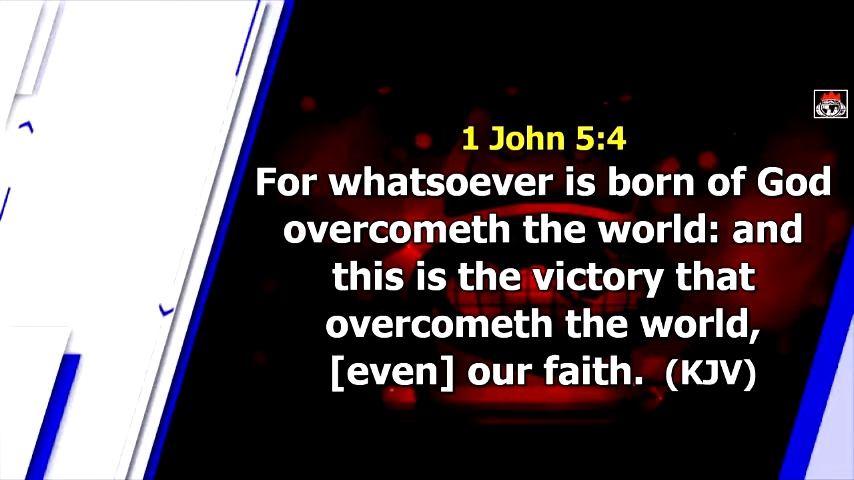 1 John 5:4
For whatsoever is born of God
overcometh the world: and
this is the victory that
overcometh the world,
[even] our faith. (KJV)